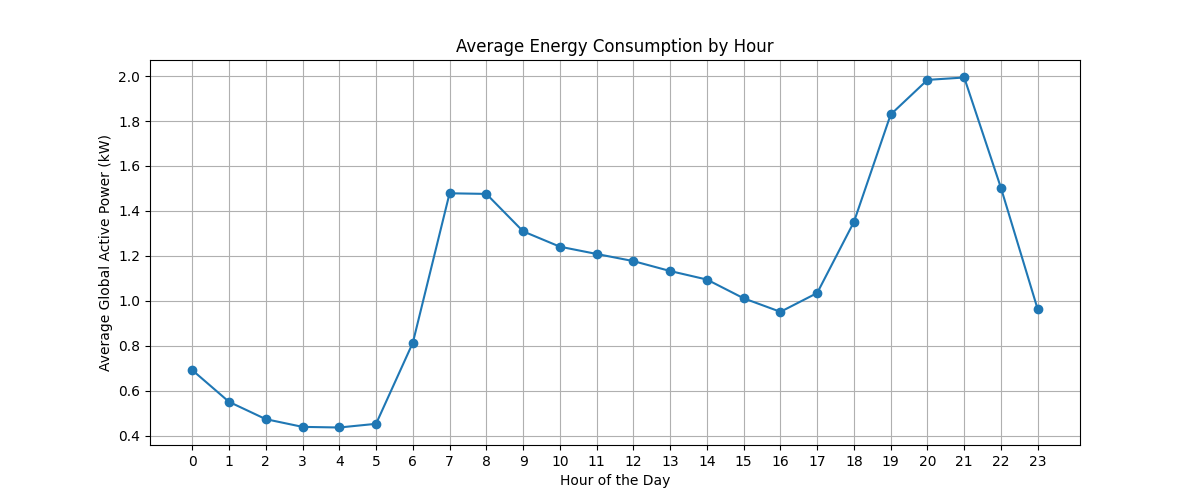 Average Energy Consumption by Hour
Average Global Active Power (kW)
2.0
1.8
1.6
1.4
1.2
1.0
0.8
0.6
0.4
0 1 2 3 4 5 6 7 8 9 10 11 12 13 14 15 16 17 18 19 20 21 22 23
Hour of the Day